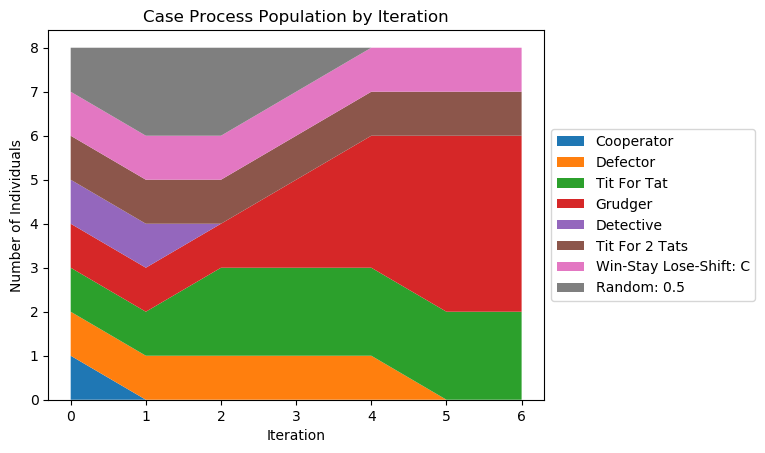 Case Process Population by Iteration
Number of Individuals
8
7
6
5
4
3
2
1
0
0 1 2 3 4 5 6
Iteration
Cooperator
Defector
Tit For Tat
Grudger
Detective
Tit For 2 Tats
Win-Stay Lose-Shift: C
Random: 0.5